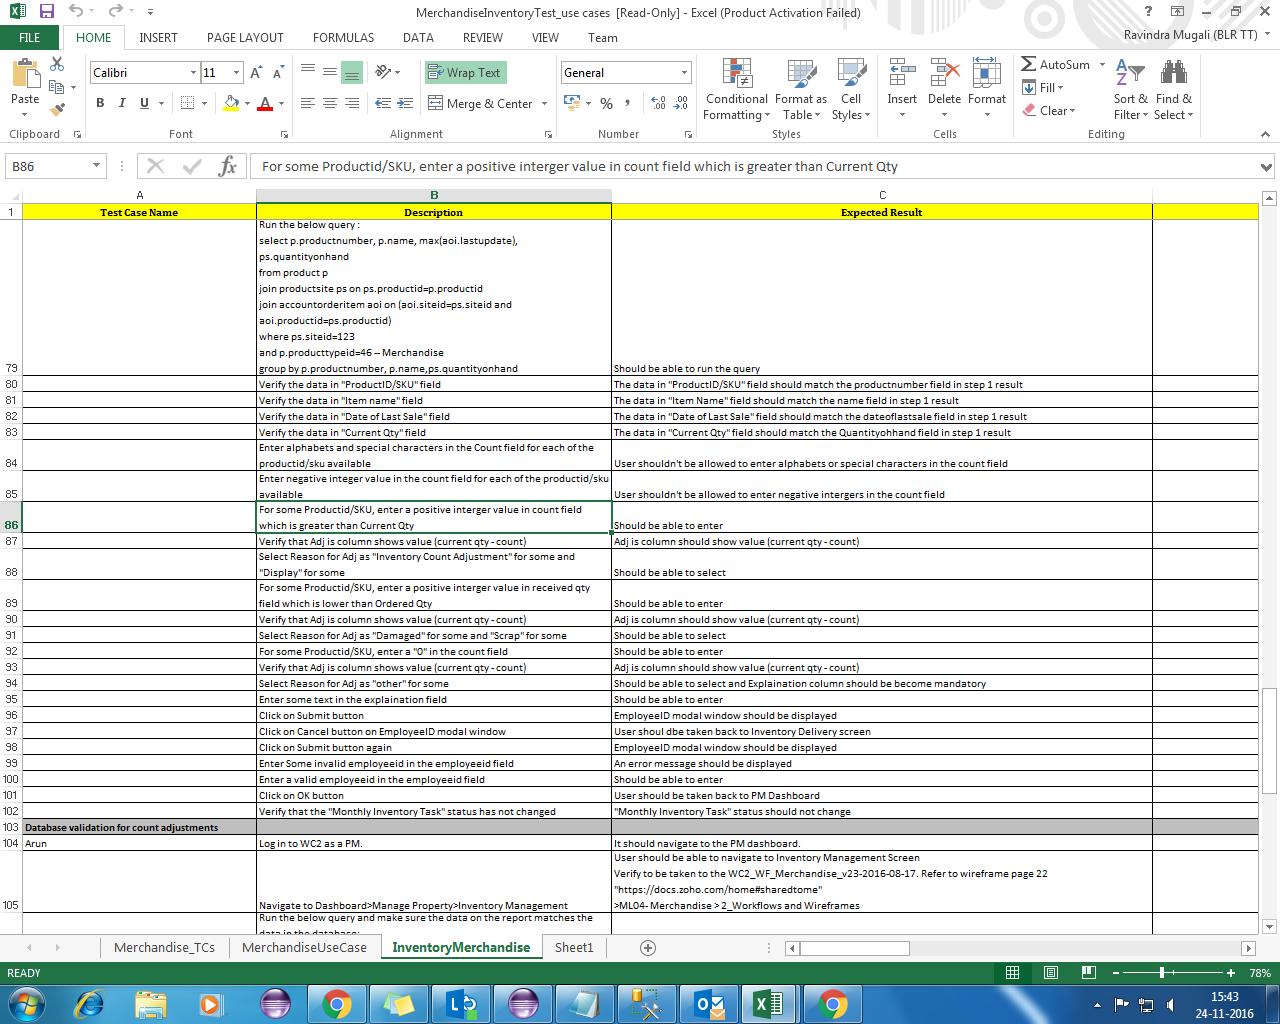 MerchandiseInventoryTest_use cases  [Read-Only] - Excel (Product Activation Failed)
FILE HOME INSERT PAGE LAYOUT FORMULAS DATA REVIEW VIEW Team
Ravindra Mugali (BLR TT)
Paste
Calibri 11
B I U
Wrap Text
Merge & Center
General
Conditional Formatting
Format as Table
Cell Styles
Insert Delete Format
AutoSum
Fill
Clear
Sort & Filter
Find & Select
Clipboard Font Alignment Number Styles Cells Editing
B86 fx For some Productid/SKU, enter a positive interger value in count field which is greater than Current Qty
A B C
1 Test Case Name Description Expected Result
Run the below query :
select p.productnumber, p.name, max(aoi.lastupdate),
ps.quantityonhand
from product p
join productsite ps on ps.productid=p.productid
join accountorderitem aoi on (aoi.siteid=ps.siteid and
aoi.productid=ps.productid)
where ps.siteid=123
and p.producttypeid=46 -- Merchandise
79 group by p.productnumber, p.name,ps.quantityonhand Should be able to run the query
80 Verify the data in "ProductID/SKU" field The data in "ProductID/SKU" field should match the productnumber field in step 1 result
81 Verify the data in "Item name" field The data in "Item Name" field should match the name field in step 1 result
82 Verify the data in "Date of Last Sale" field The data in "Date of Last Sale" field should match the dateoflastsale field in step 1 result
83 Verify the data in "Current Qty" field The data in "Current Qty" field should match the Quantityohhand field in step 1 result
Enter alphabets and special characters in the Count field for each of the
84 productid/sku available User shouldn't be allowed to enter alphabets or special characters in the count field
Enter negative integer value in the count field for each of the productid/sku
85 available User shouldn't be allowed to enter negative intergers in the count field
For some Productid/SKU, enter a positive interger value in count field
86 which is greater than Current Qty Should be able to enter
87 Verify that Adj is column shows value (current qty - count) Adj is column should show value (current qty - count)
Select Reason for Adj as "Inventory Count Adjustment" for some and
88 "Display" for some Should be able to select
For some Productid/SKU, enter a positive interger value in received qty
89 field which is lower than Ordered Qty Should be able to enter
90 Verify that Adj is column shows value (current qty - count) Adj is column should show value (current qty - count)
91 Select Reason for Adj as "Damaged" for some and "Scrap" for some Should be able to select
92 For some Productid/SKU, enter a "0" in the count field Should be able to enter
93 Verify that Adj is column shows value (current qty - count) Adj is column should show value (current qty - count)
94 Select Reason for Adj as "other" for some Should be able to select and Explaination column should be become mandatory
95 Enter some text in the explaination field Should be able to enter
96 Click on Submit button EmployeeID modal window should be displayed
97 Click on Cancel button on EmployeeID modal window User shoul dbe taken back to Inventory Delivery screen
98 Click on Submit button again EmployeeID modal window should be displayed
99 Enter Some invalid employeeid in the employeeid field An error message should be displayed
100 Enter a valid employeeid in the employeeid field Should be able to enter
101 Click on OK button User should be taken back to PM Dashboard
102 Verify that the "Monthly Inventory Task" status has not changed "Monthly Inventory Task" status should not change
103 Database validation for count adjustments
104 Arun Log in to WC2 as a PM. It should navigate to the PM dashboard.
User should be able to navigate to Inventory Management Screen
Verify to be taken to the WC2_WF_Merchandise_v23-2016-08-17. Refer to wireframe page 22
"https://docs.zoho.com/home#sharedtome"
105 Navigate to Dashboard>Manage Property>Inventory Management >ML04- Merchandise > 2_Workflows and Wireframes
Run the below query and make sure the data on the report matches the
data in the database:
Merchandise_TCs MerchandiseUseCase InventoryMerchandise Sheet1
READY 78%
15:43
24-11-2016